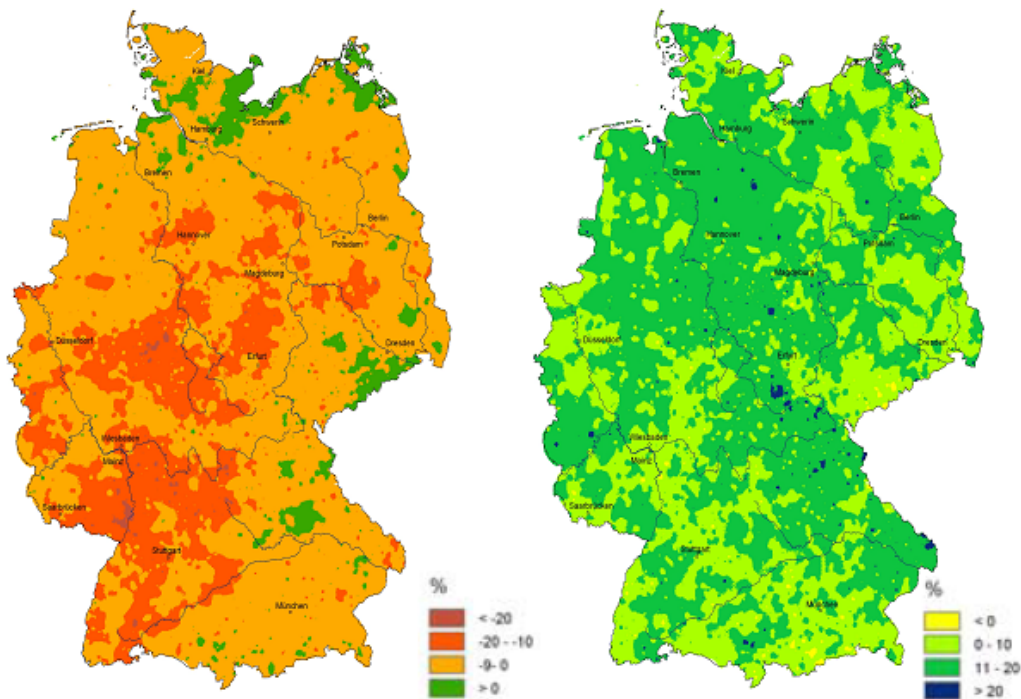 Kiel
Hamburg
Schwerin
Bremen
Berlin
Hannover
Potsdam
Magdeburg
Düsseldorf
Erfurt
Dresden
Wiesbaden
Mainz
Saarbrücken
Stuttgart
München
%
< -20
-20 - -10
-9- 0
> 0
Kiel
Schwerin
Hamburg
Bremen
Berlin
Hannover
Potsdam
Magdeburg
Düsseldorf
Erfurt
Dresden
Wiesbaden
Mainz
Saarbrücken
Stuttgart
München
%
< 0
0 - 10
11 - 20
> 20